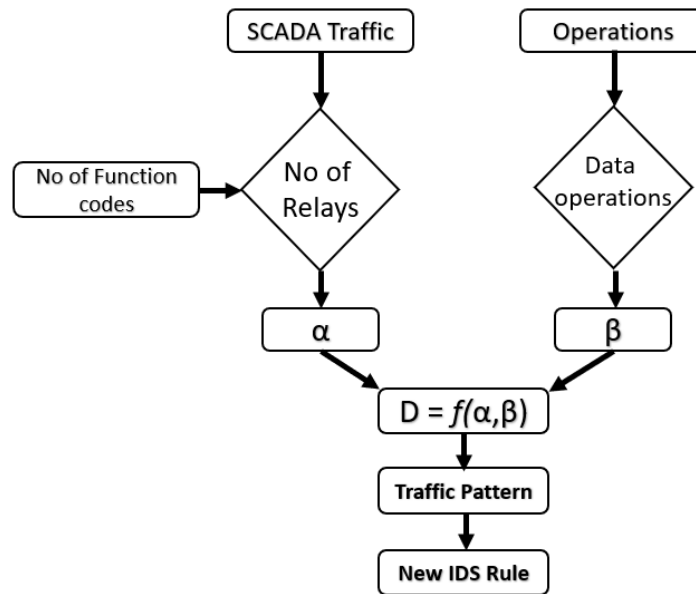 SCADA Traffic
Operations
No of Function
codes
No of
Relays
Data
operations
α
β
D = f(α,β)
Traffic Pattern
New IDS Rule